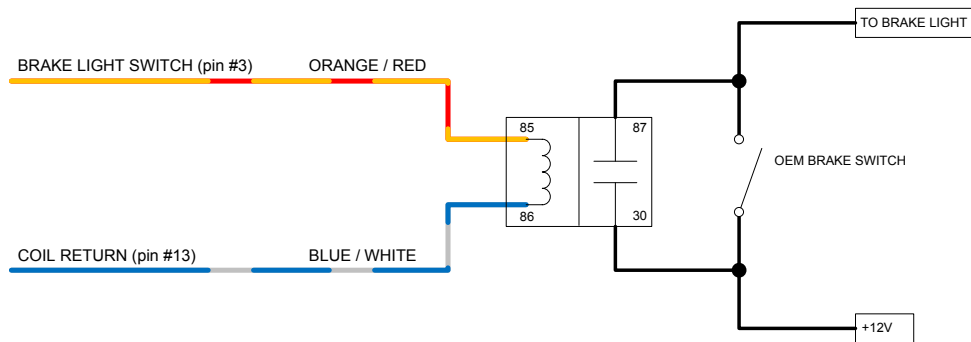 TO BRAKE LIGHT
BRAKE LIGHT SWITCH (pin #3) ORANGE / RED
85 87
OEM BRAKE SWITCH
86 30
COIL RETURN (pin #13) BLUE / WHITE
+12V